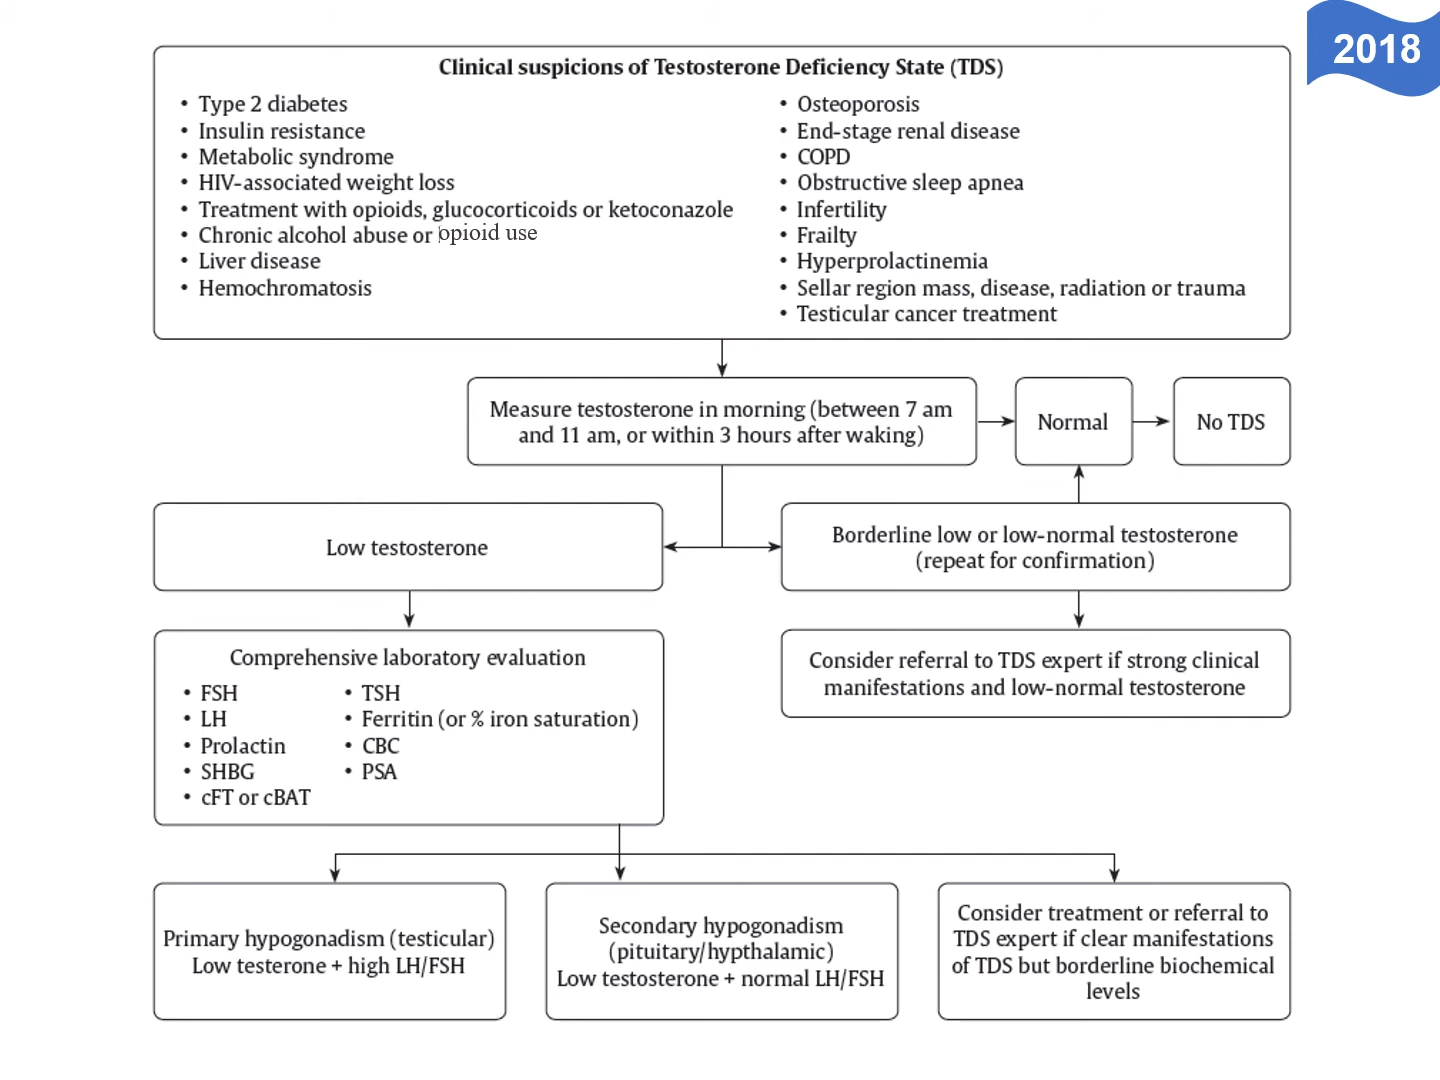 2018
Clinical suspicions of Testosterone Deficiency State (TDS)
• Type 2 diabetes
• Insulin resistance
• Metabolic syndrome
• HIV-associated weight loss
• Treatment with opioids, glucocorticoids or ketoconazole
• Chronic alcohol abuse or opioid use
• Liver disease
• Hemochromatosis
• Osteoporosis
• End-stage renal disease
• COPD
• Obstructive sleep apnea
• Infertility
• Frailty
• Hyperprolactinemia
• Sellar region mass, disease, radiation or trauma
• Testicular cancer treatment
Measure testosterone in morning (between 7 am
and 11 am, or within 3 hours after waking)
Normal
No TDS
Low testosterone
Borderline low or low-normal testosterone
(repeat for confirmation)
Comprehensive laboratory evaluation
• FSH
• LH
• Prolactin
• SHBG
• cFT or cBAT
• TSH
• Ferritin (or % iron saturation)
• CBC
• PSA
Consider referral to TDS expert if strong clinical
manifestations and low-normal testosterone
Primary hypogonadism (testicular)
Low testerone + high LH/FSH
Secondary hypogonadism
(pituitary/hypthalamic)
Low testosterone + normal LH/FSH
Consider treatment or referral to
TDS expert if clear manifestations
of TDS but borderline biochemical
levels